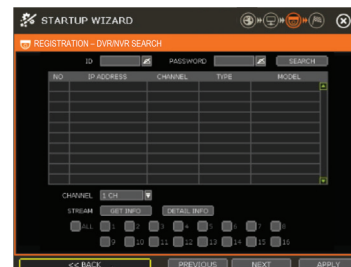 STARTUP WIZARD
REGISTRATION – DVR/NVR SEARCH
ID PASSWORD SEARCH
NO IP ADDRESS CHANNEL TYPE MODEL
CHANNEL 1 CH
STREAM GET INFO DETAIL INFO
ALL 1 2 3 4 5 6 7 8
9 10 11 12 13 14 15 16
<< BACK PREVIOUS NEXT APPLY